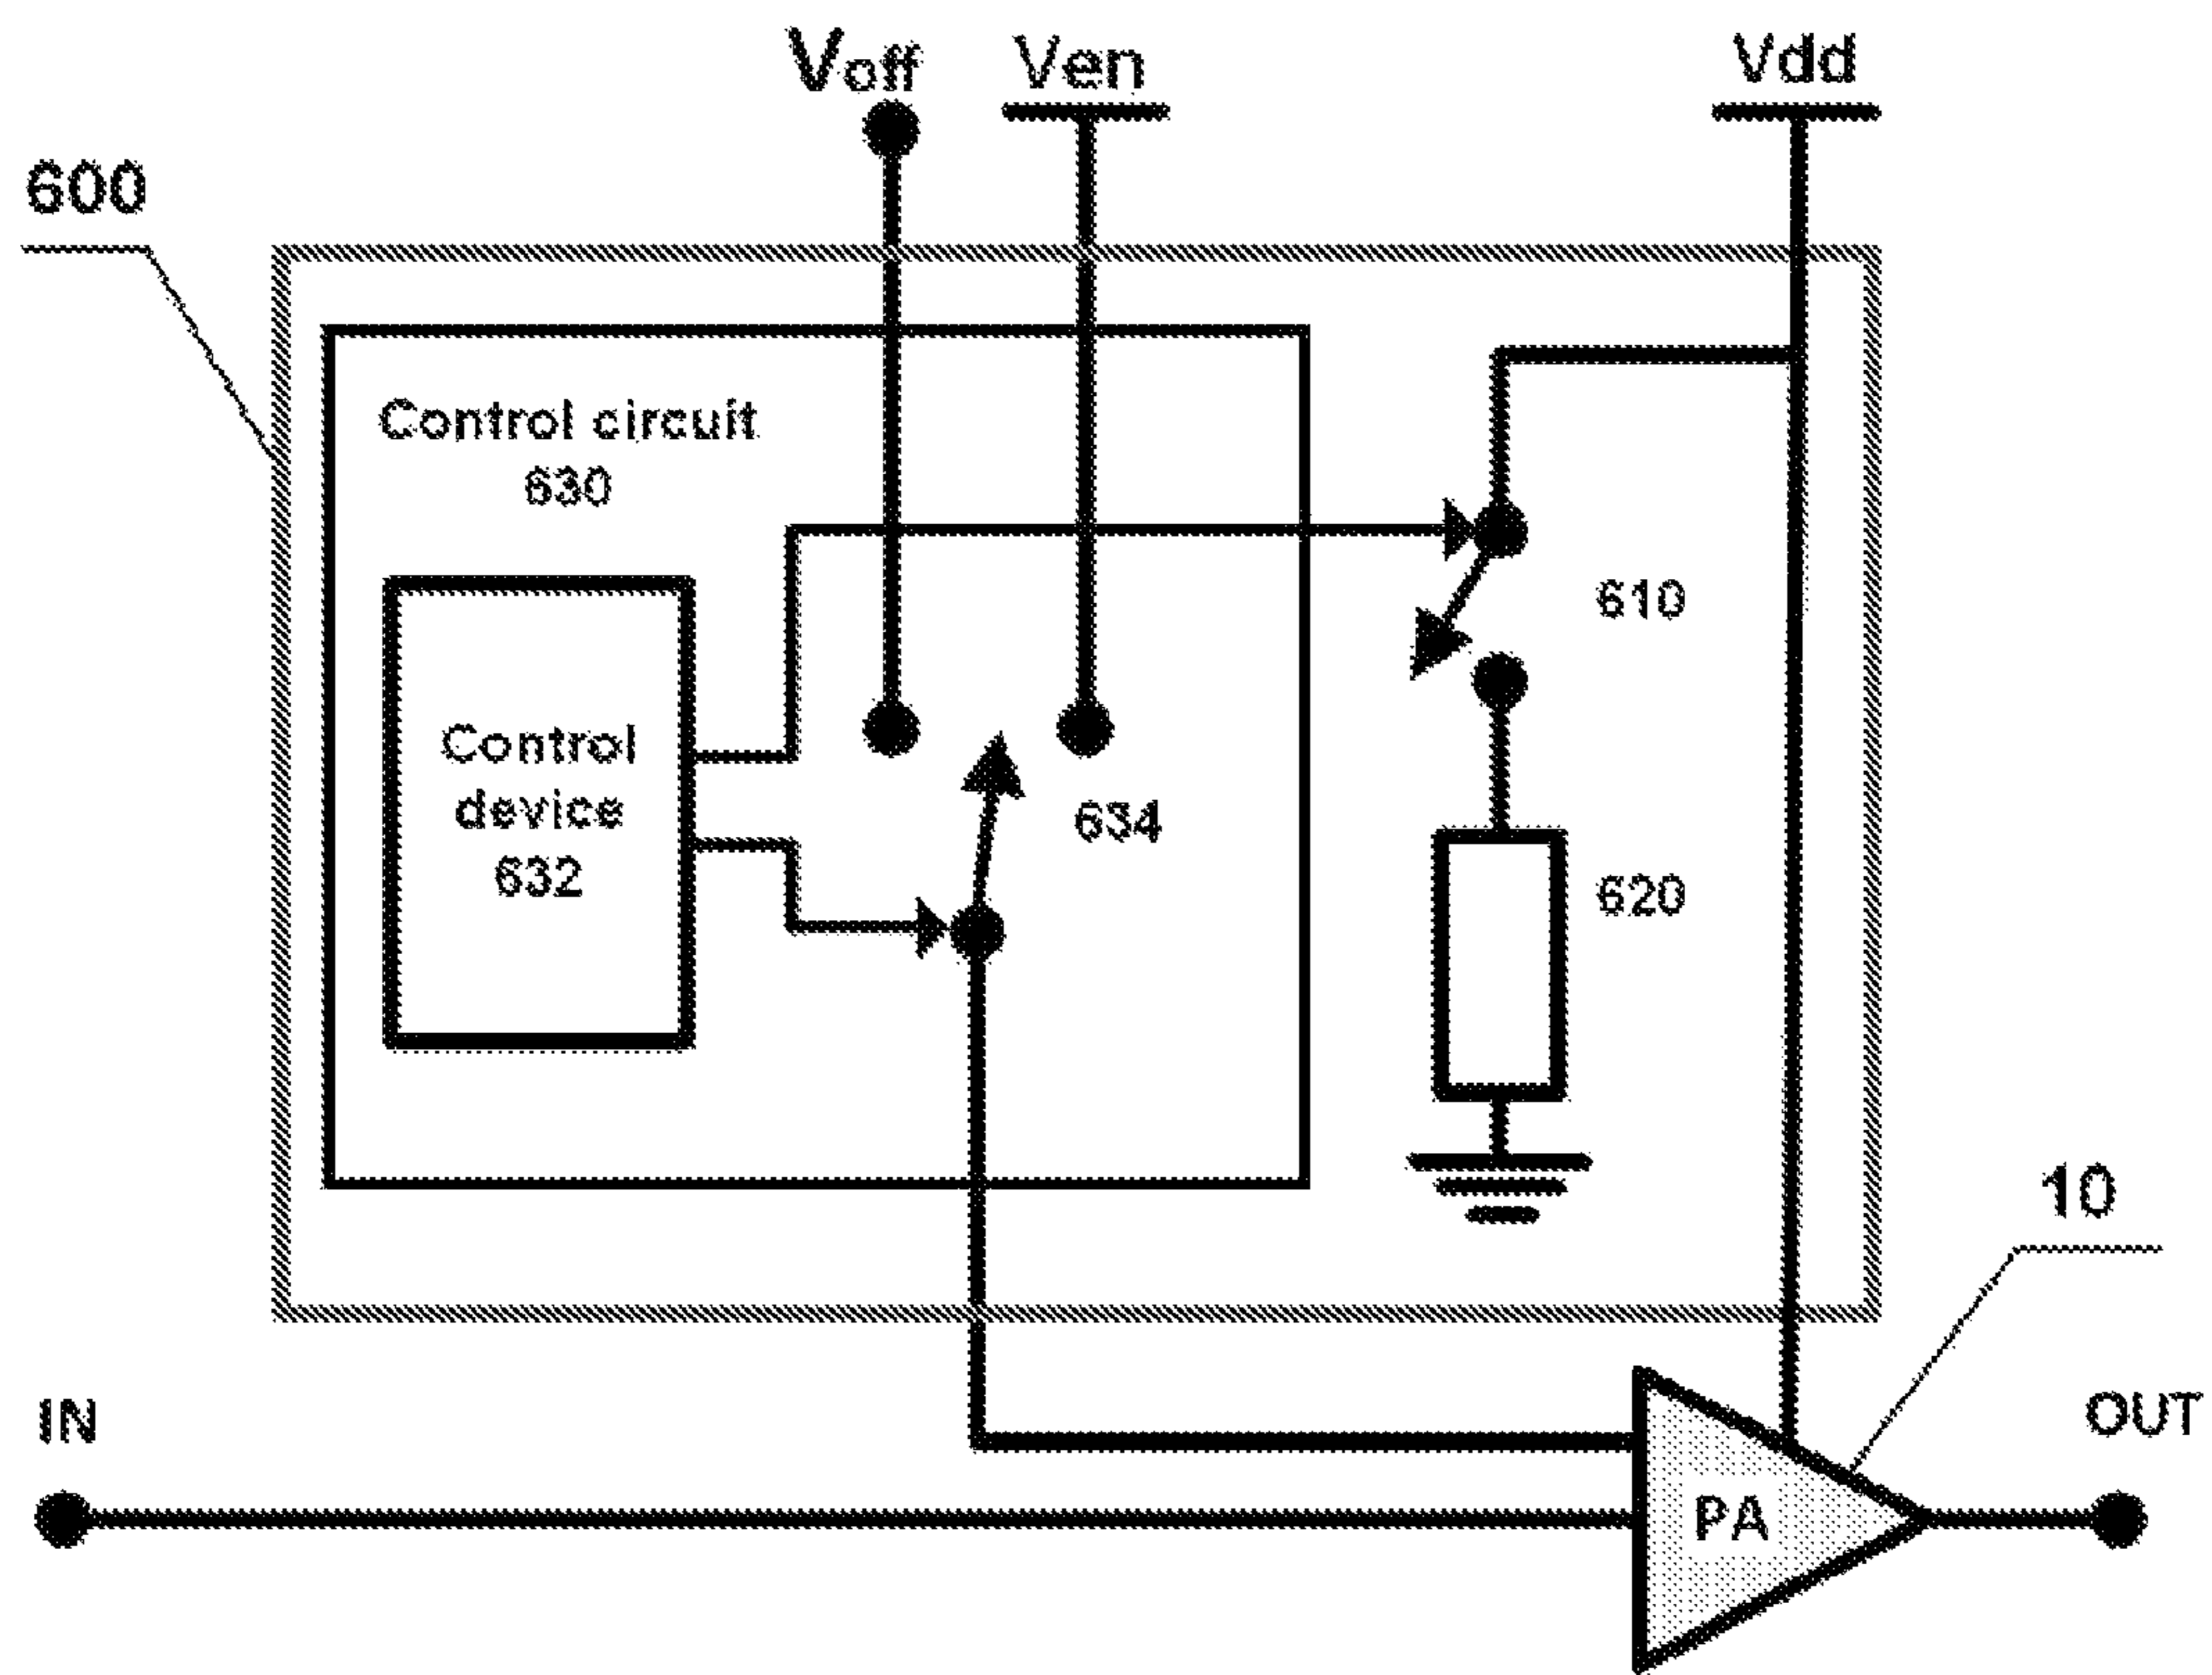 Voff
Ven
Vdd
600
Control circuit
630
610
Control
device
632
634
620
10
IN
OUT
PA